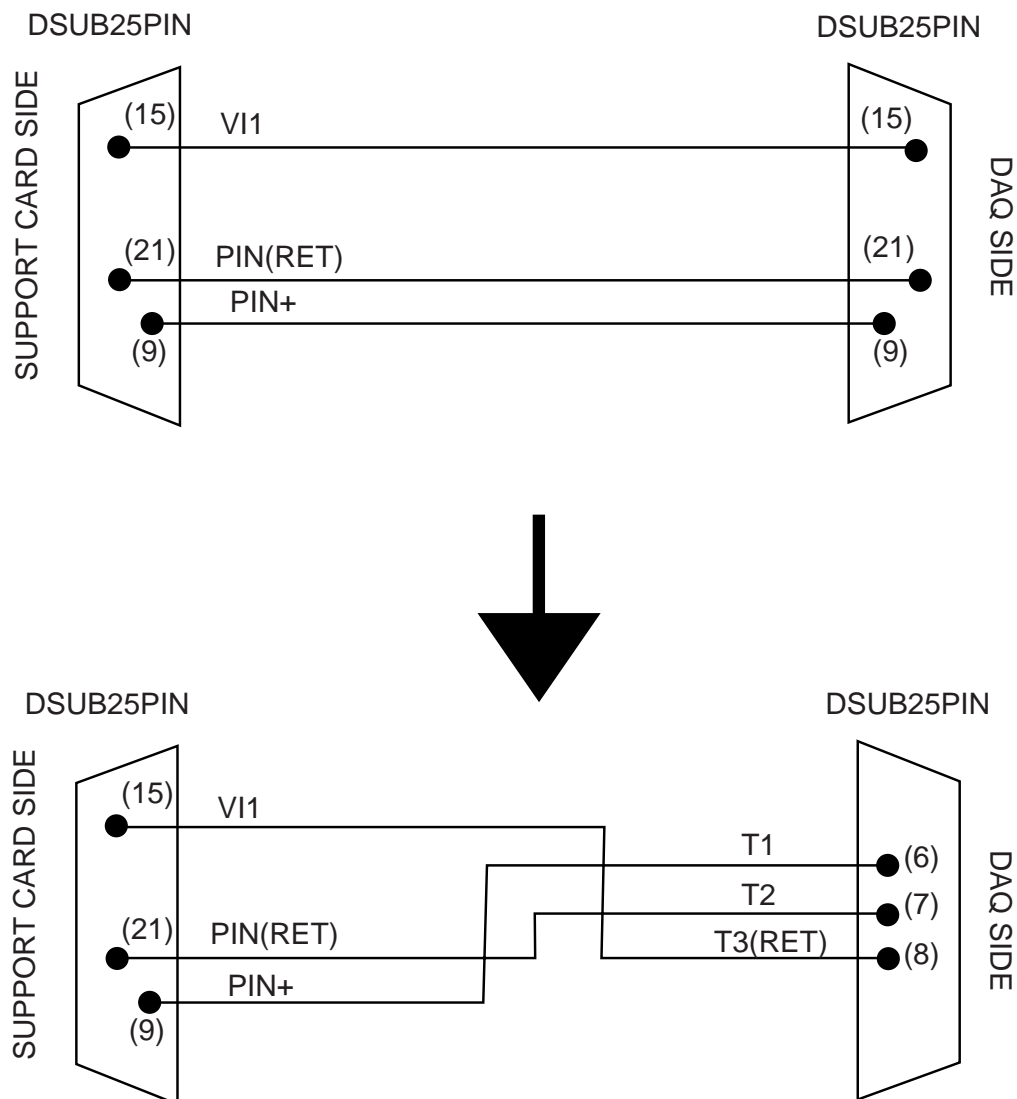 DSUB25PIN
DSUB25PIN
SUPPORT CARD SIDE
(15)
VI1
(15)
DAQ SIDE
(21)
PIN(RET)
(21)
PIN+
(9)
(9)
DSUB25PIN
DSUB25PIN
SUPPORT CARD SIDE
(15)
VI1
T1
(6)
DAQ SIDE
T2
(7)
(21)
PIN(RET)
T3(RET)
(8)
PIN+
(9)